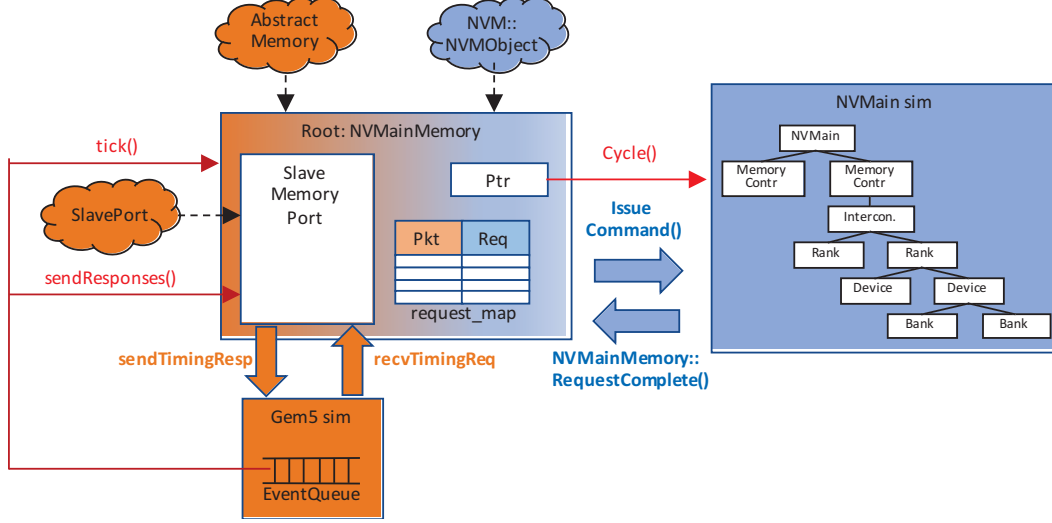 Abstract
Memory
NVM::
NVMObject
Root: NVMainMemory
NVMain sim
tick()
Slave
Memory
Port
Ptr
Cycle()
NVMain
Memory
Contr
Memory
Contr
SlavePort
Pkt
Req
Issue
Command()
Intercon.
Rank
Rank
sendResponses()
request_map
Device
Device
Bank
Bank
sendTimingResp
recvTimingReq
NVMainMemory::
RequestComplete()
Gem5 sim
EventQueue